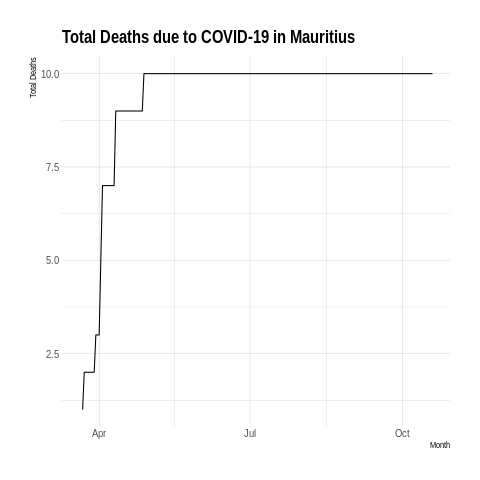 Total Deaths due to COVID-19 in Mauritius
Total Deaths
10.0
7.5
5.0
2.5
Apr Jul Oct
Month